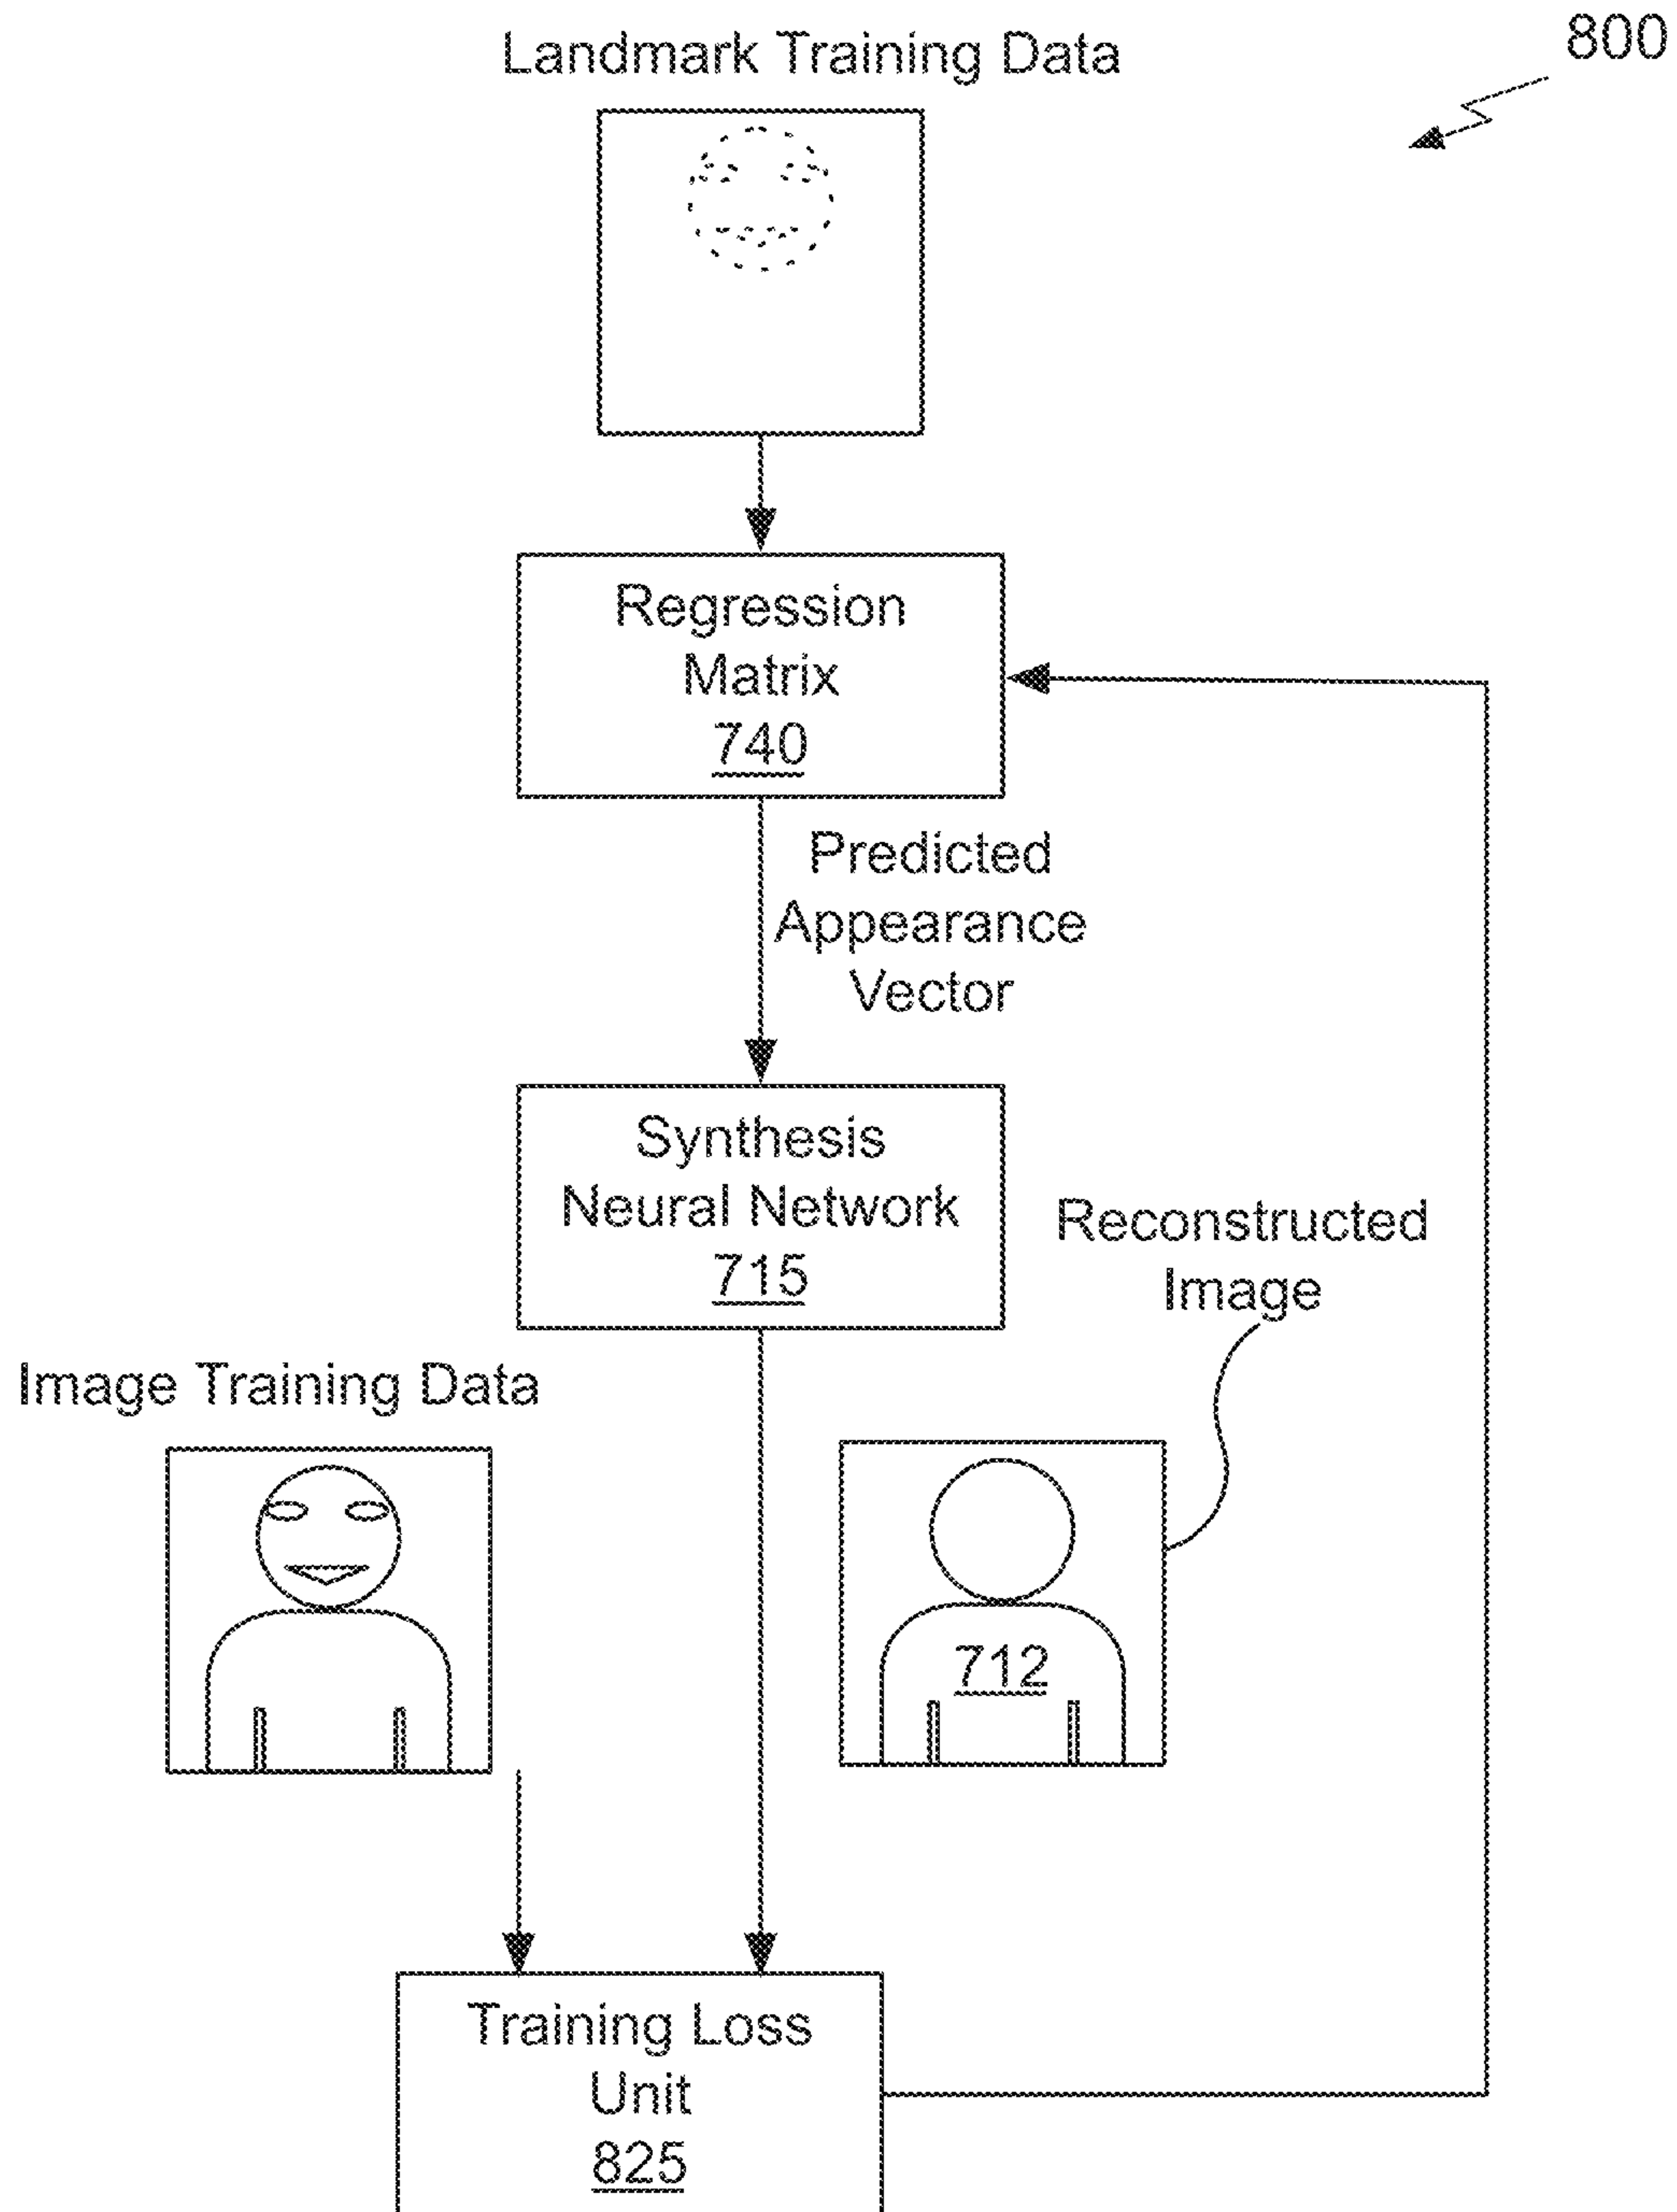 800
Landmark Training Data
Regression
Matrix
740
Predicted
Appearance
Vector
Synthesis
Neural Network
715
Reconstructed
Image
Image Training Data
712
Training Loss
Unit
825